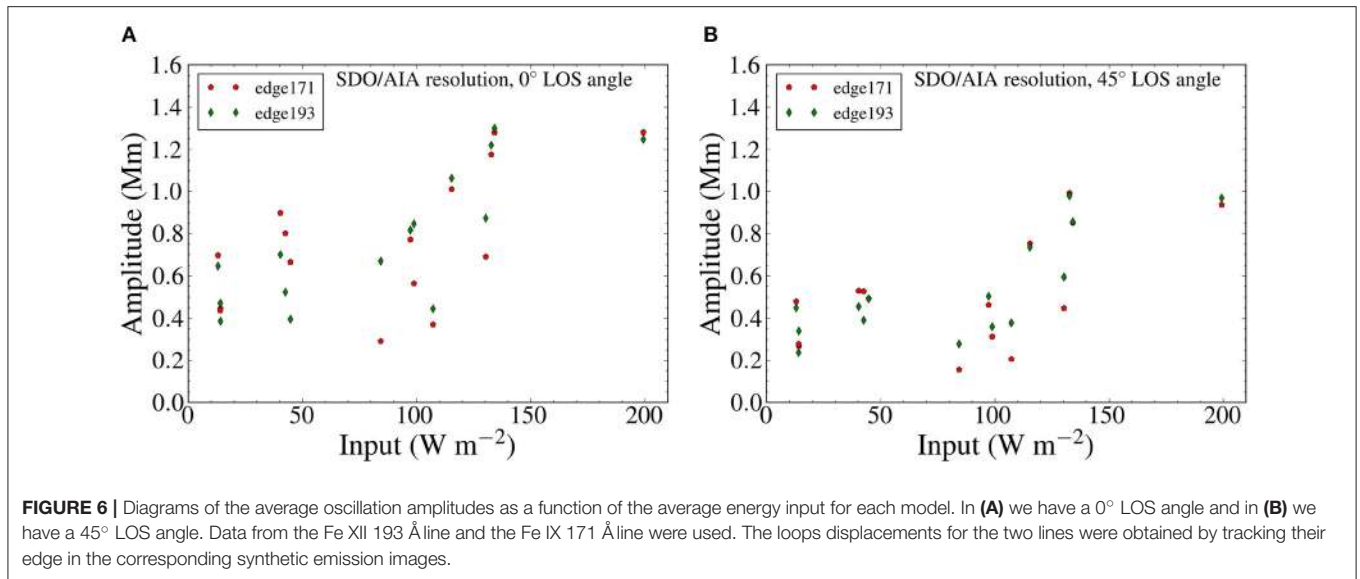 A
1.6
1.4
1.2
1.0
0.8
0.6
0.4
0.2
0.0
Amplitude (Mm)
edge171
edge193
SDO/AIA resolution, 0° LOS angle
0 50 100 150 200
Input (W m−2)
B
1.6
1.4
1.2
1.0
0.8
0.6
0.4
0.2
0.0
Amplitude (Mm)
edge171
edge193
SDO/AIA resolution, 45° LOS angle
0 50 100 150 200
Input (W m−2)
FIGURE 6 | Diagrams of the average oscillation amplitudes as a function of the average energy input for each model. In (A) we have a 0° LOS angle and in (B) we
have a 45° LOS angle. Data from the Fe XII 193 Åline and the Fe IX 171 Åline were used. The loops displacements for the two lines were obtained by tracking their
edge in the corresponding synthetic emission images.